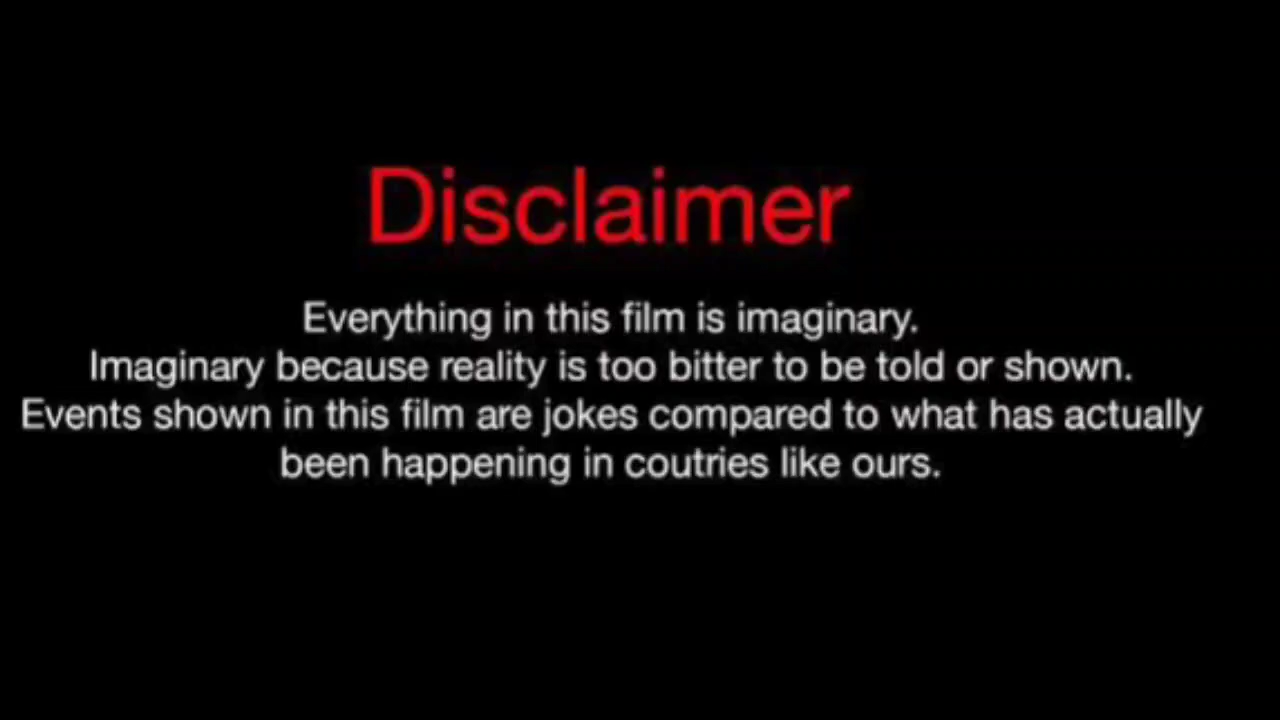 Disclaimer
Everything in this film is imaginary.
Imaginary because reality is too bitter to be told or shown.
Events shown in this film are jokes compared to what has actually
been happening in coutries like ours.